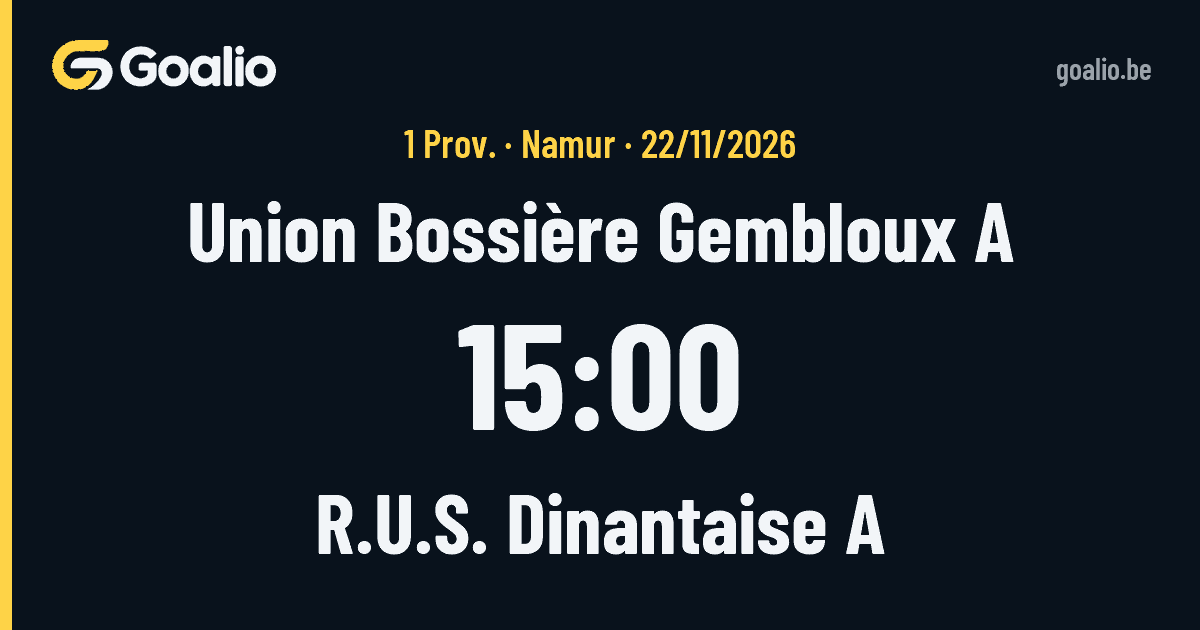 Goalio
goalio.be
1 Prov. · Namur · 22/11/2026
Union Bossière Gembloux A
15:00
R.U.S. Dinantaise A